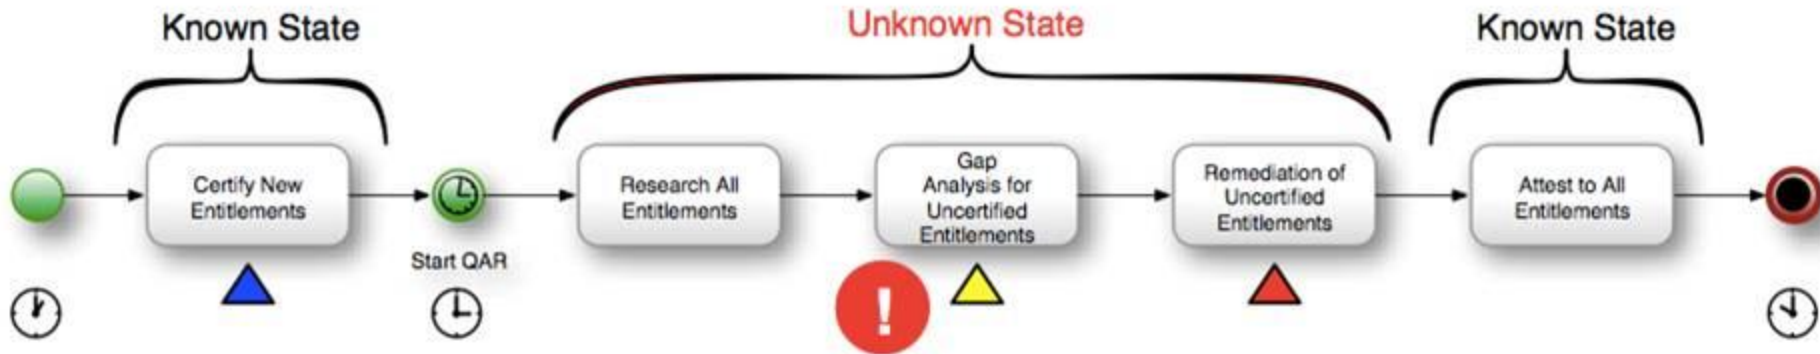 Known State
Unknown State
Known State
Certify New
Entitlements
Start QAR
Research All
Entitlements
Gap
Analysis for
Uncertified
Entitlements
!
Remediation of
Uncertified
Entitlements
Attest to All
Entitlements